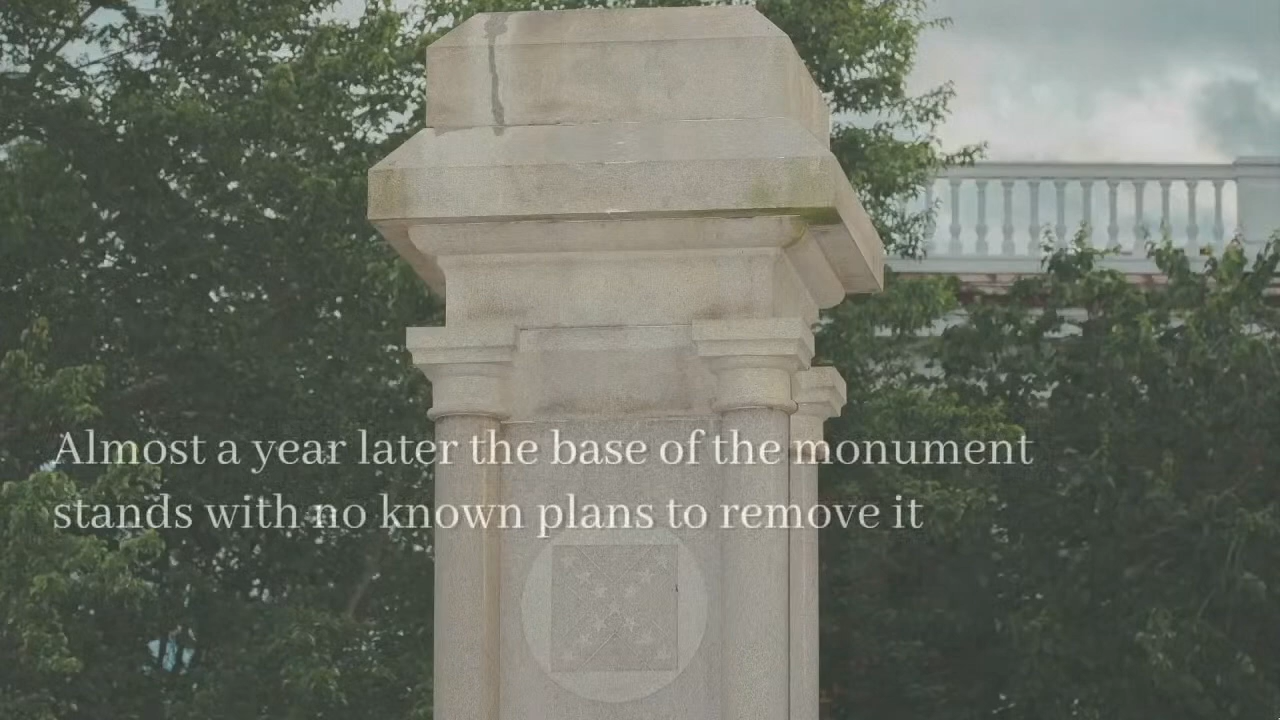 Almost a year later the base of the monument
stands with no known plans to remove it